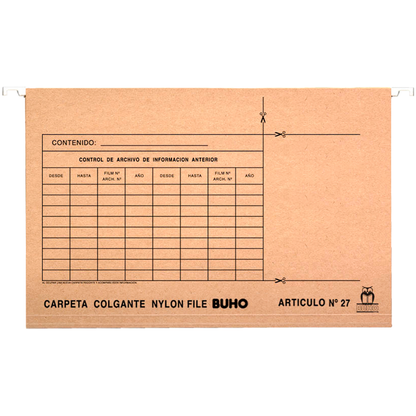 CONTENIDO:
CONTROL DE ARCHIVO DE INFORMACION ANTERIOR
DESDE HASTA FILM Nº ARCH. Nº AÑO DESDE HASTA FILM Nº ARCH. Nº AÑO
CARPETA COLGANTE NYLON FILE BUHO ARTICULO Nº 27